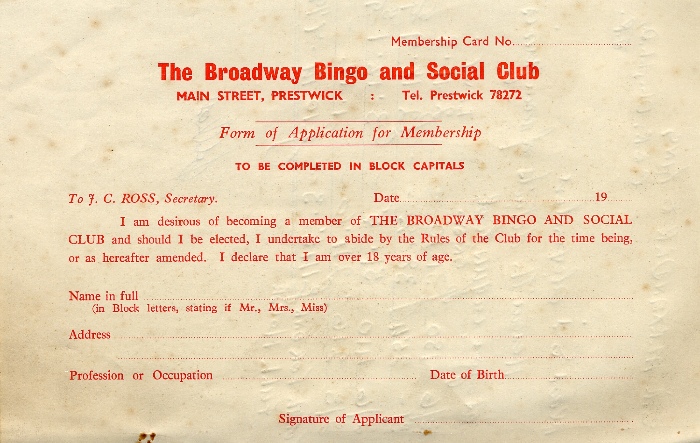 Membership Card No.
The Broadway Bingo and Social Club
MAIN STREET, PRESTWICK : Tel. Prestwick 78272
Form of Application for Membership
TO BE COMPLETED IN BLOCK CAPITALS
To J. C. ROSS, Secretary. Date 19
I am desirous of becoming a member of THE BROADWAY BINGO AND SOCIAL
CLUB and should I be elected, I undertake to abide by the Rules of the Club for the time being,
or as hereafter amended. I declare that I am over 18 years of age.
Name in full
(in Block letters, stating if Mr., Mrs., Miss)
Address
Profession or Occupation Date of Birth
Signature of Applicant